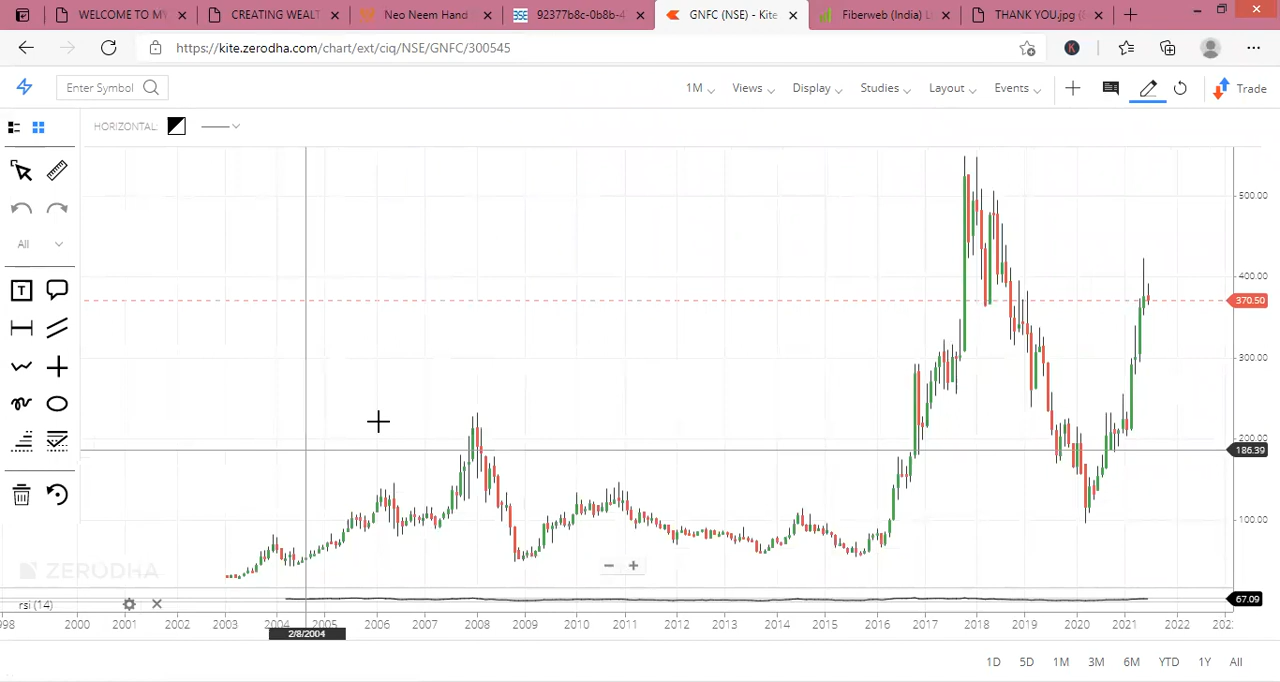 WELCOME TO MY
CREATING WEALT
Neo Neem Hand
BSE
92377b8c-0b8b-4
GNFC (NSE) - Kite
Fiberweb (India) L
THANK YOU.jpg (
https://kite.zerodha.com/chart/ext/ciq/NSE/GNFC/300545
K
Enter Symbol
1M
Views
Display
Studies
Layout
Events
Trade
HORIZONTAL:
All
T
500.00
400.00
370.50
300.00
200.00
186.39
100.00
ZERODHA
rsi (14)
67.09
998 2000 2001 2002 2003 2004 2005 2006 2007 2008 2009 2010 2011 2012 2013 2014 2015 2016 2017 2018 2019 2020 2021 2022 202
2/8/2004
1D 5D 1M 3M 6M YTD 1Y All